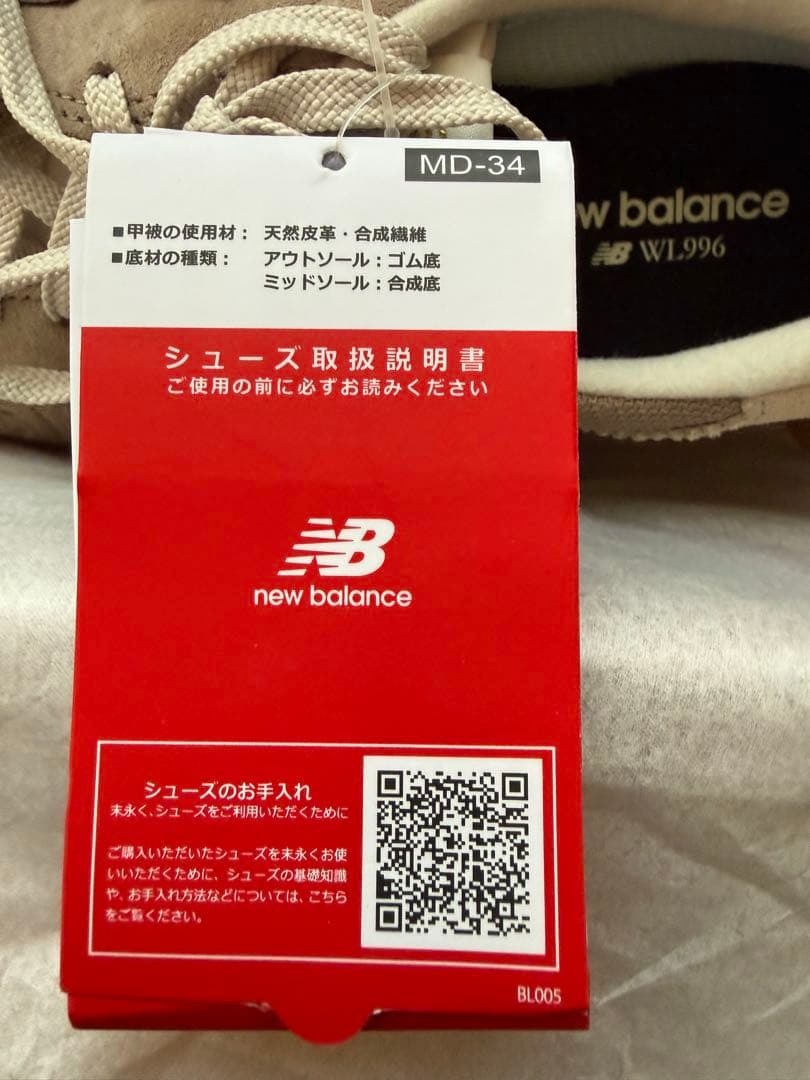 MD-34
■甲被の使用材： 天然皮革・合成繊維
■底材の種類： アウトソール：ゴム底
ミッドソール：合成底
シューズ取扱説明書
ご使用の前に必ずお読みください
NB
new balance
シューズのお手入れ
末永く、シューズをご利用いただくために
ご購入いただいたシューズを末永くお使
いいただくために、シューズの基礎知識
や、お手入れ方法などについては、こちら
をご覧ください。
BL005
w balance
NB WL996